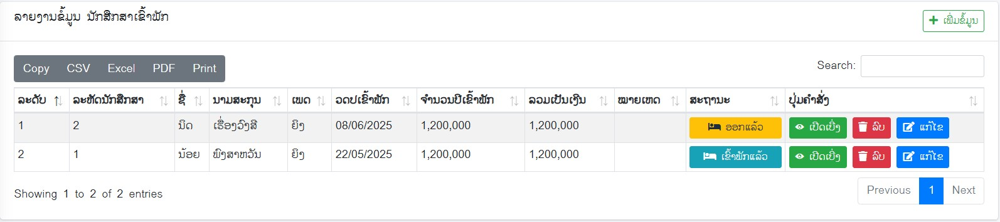 ລາຍງານຂໍ້ມູນ ນັກສຶກສາເຂົ້າພັກ
ເພີ່ມຂໍ້ມູນ
Copy CSV Excel PDF Print
Search:
ລະດັບ ລະຫັດນັກສຶກສາ ຊື່ ນາມສະກຸນ ເພດ ວດປເຂົ້າພັກ ຈຳນວນປີເຂົ້າພັກ ລວມເປັນເງີນ ໝາຍເຫດ ສະຖານະ ປຸ່ມຄຳສັ່ງ
1 2 ນິດ ເຮື່ອງວົງສີ ຍິງ 08/06/2025 1,200,000 1,200,000 ອອກແລ້ວ ເປີດເບີ່ງ ລົບ ແກ້ໄຂ
2 1 ນ້ອຍ ພົງສາຫວັນ ຍິງ 22/05/2025 1,200,000 1,200,000 ເຂົ້າພັກແລ້ວ ເປີດເບີ່ງ ລົບ ແກ້ໄຂ
Showing 1 to 2 of 2 entries
Previous 1 Next